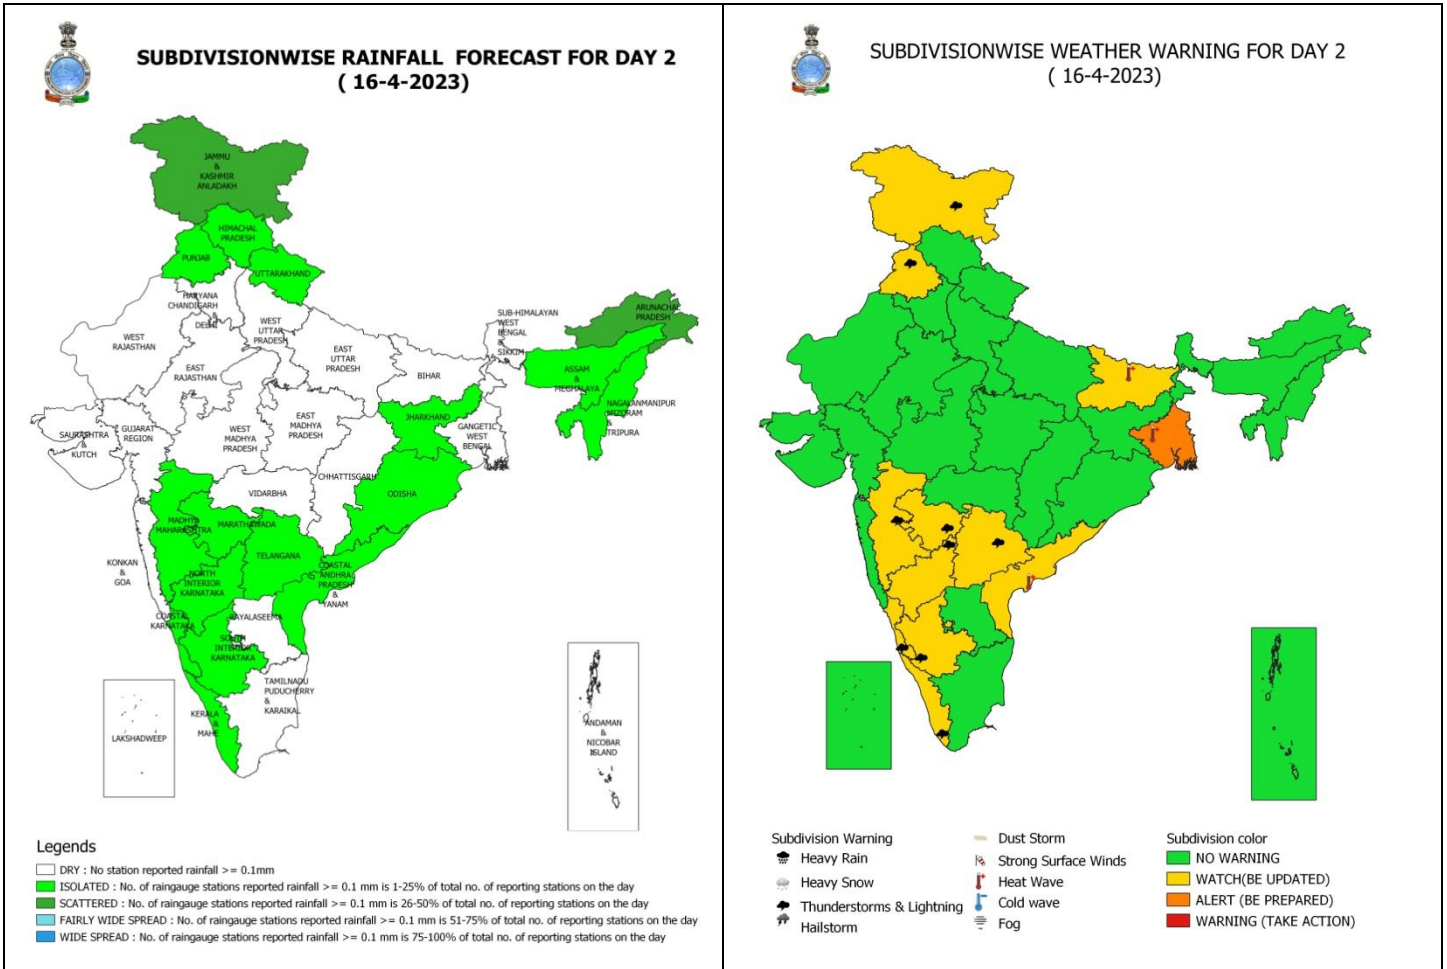 SUBDIVISIONWISE RAINFALL FORECAST FOR DAY 2
( 16-4-2023)
JAMMU
&
KASHMIR
ANLADAKH
HIMACHAL
PRADESH
PUNJAB
UTTARAKHAND
HARYANA
CHANDIGARH
&
DELHI
WEST
RAJASTHAN
WEST
UTTAR
PRADESH
EAST
UTTAR
PRADESH
SUB-HIMALAYAN
WEST
BENGAL
&
SIKKIM
ARUNACHAL
PRADESH
EAST
RAJASTHAN
BIHAR
ASSAM
&
MEGHALAYA
NAGALANMANIPUR
MIZORAM
&
TRIPURA
JHARKHAND
GANGETIC
WEST
BENGAL
SAURASHTRA
&
KUTCH
GUJARAT
REGION
WEST
MADHYA
PRADESH
EAST
MADHYA
PRADESH
CHHATTISGARH
ODISHA
VIDARBHA
MADHYA
MAHARASHTRA
MARATHAWADA
TELANGANA
KONKAN
&
GOA
NORTH
INTERIOR
KARNATAKA
COASTAL
ANDHRA
PRADESH
&
YANAM
COASTAL
KARNATAKA
RAYALASEEMA
SOUTH
INTERIOR
KARNATAKA
TAMILNADU
PUDUCHERRY
&
KARAIKAL
KERALA
&
MAHE
LAKSHADWEEP
ANDAMAN
&
NICOBAR
ISLAND
Legends
DRY : No station reported rainfall >= 0.1mm
ISOLATED : No. of raingauge stations reported rainfall >= 0.1 mm is 1-25% of total no. of reporting stations on the day
SCATTERED : No. of raingauge stations reported rainfall >= 0.1 mm is 26-50% of total no. of reporting stations on the day
FAIRLY WIDE SPREAD : No. of raingauge stations reported rainfall >= 0.1 mm is 51-75% of total no. of reporting stations on the day
WIDE SPREAD : No. of raingauge stations reported rainfall >= 0.1 mm is 75-100% of total no. of reporting stations on the day
SUBDIVISIONWISE WEATHER WARNING FOR DAY 2
( 16-4-2023)
Subdivision Warning
Heavy Rain
Heavy Snow
Thunderstorms & Lightning
Hailstorm
Dust Storm
Strong Surface Winds
Heat Wave
Cold wave
Fog
Subdivision color
NO WARNING
WATCH(BE UPDATED)
ALERT (BE PREPARED)
WARNING (TAKE ACTION)